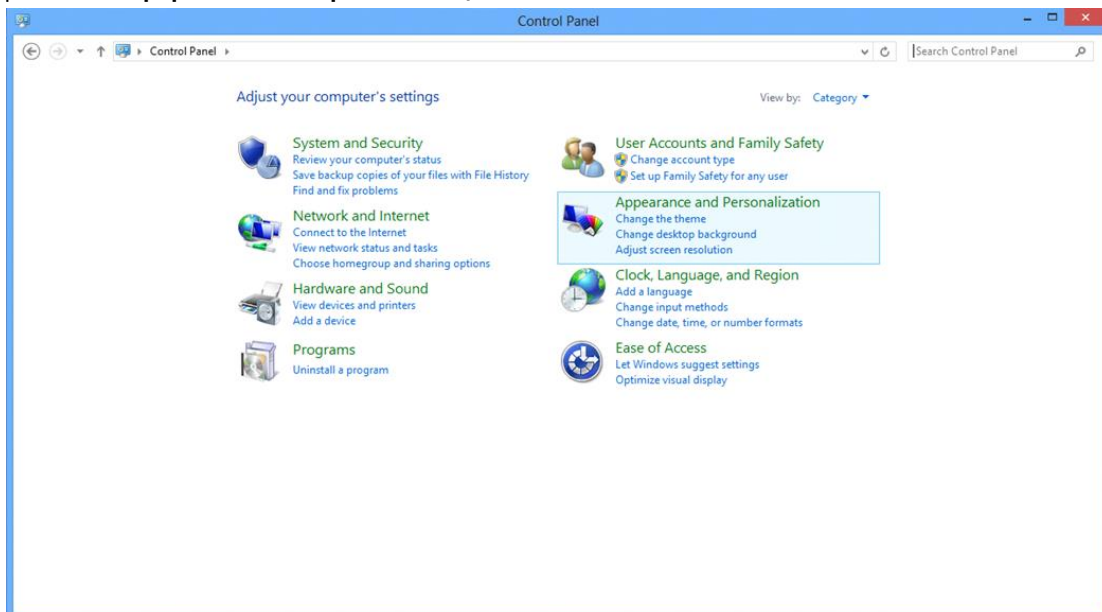 Control Panel
Control Panel
Search Control Panel
Adjust your computer's settings
View by: Category
System and Security
Review your computer's status
Save backup copies of your files with File History
Find and fix problems
Network and Internet
Connect to the Internet
View network status and tasks
Choose homegroup and sharing options
Hardware and Sound
View devices and printers
Add a device
Programs
Uninstall a program
User Accounts and Family Safety
Change account type
Set up Family Safety for any user
Appearance and Personalization
Change the theme
Change desktop background
Adjust screen resolution
Clock, Language, and Region
Add a language
Change input methods
Change date, time, or number formats
Ease of Access
Let Windows suggest settings
Optimize visual display